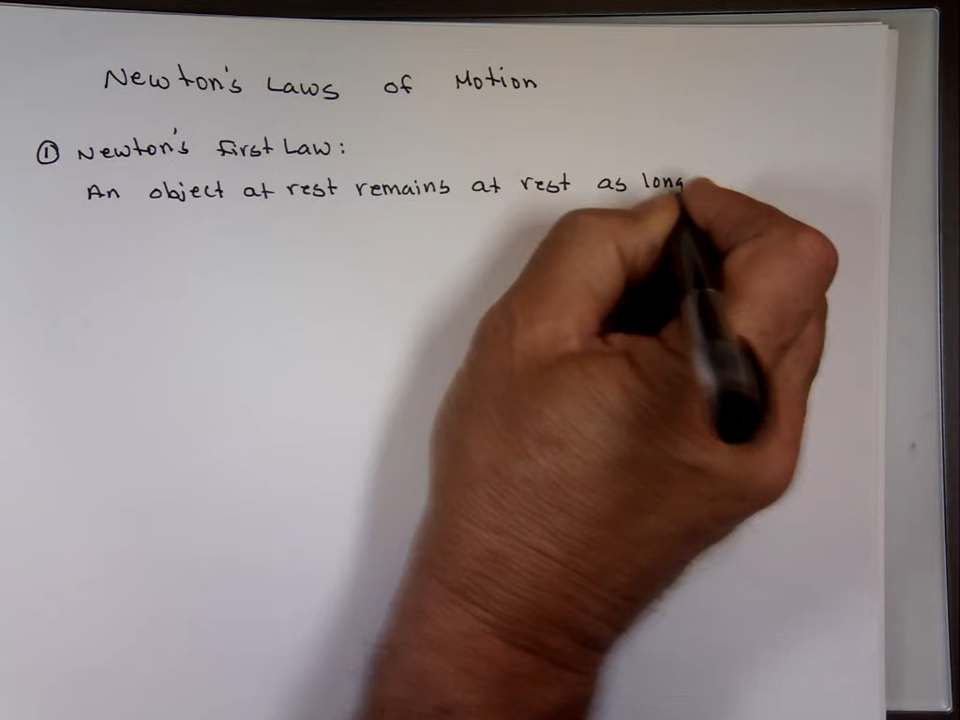 Newton's Laws of Motion
① Newton's First Law:
An object at rest remains at rest as long